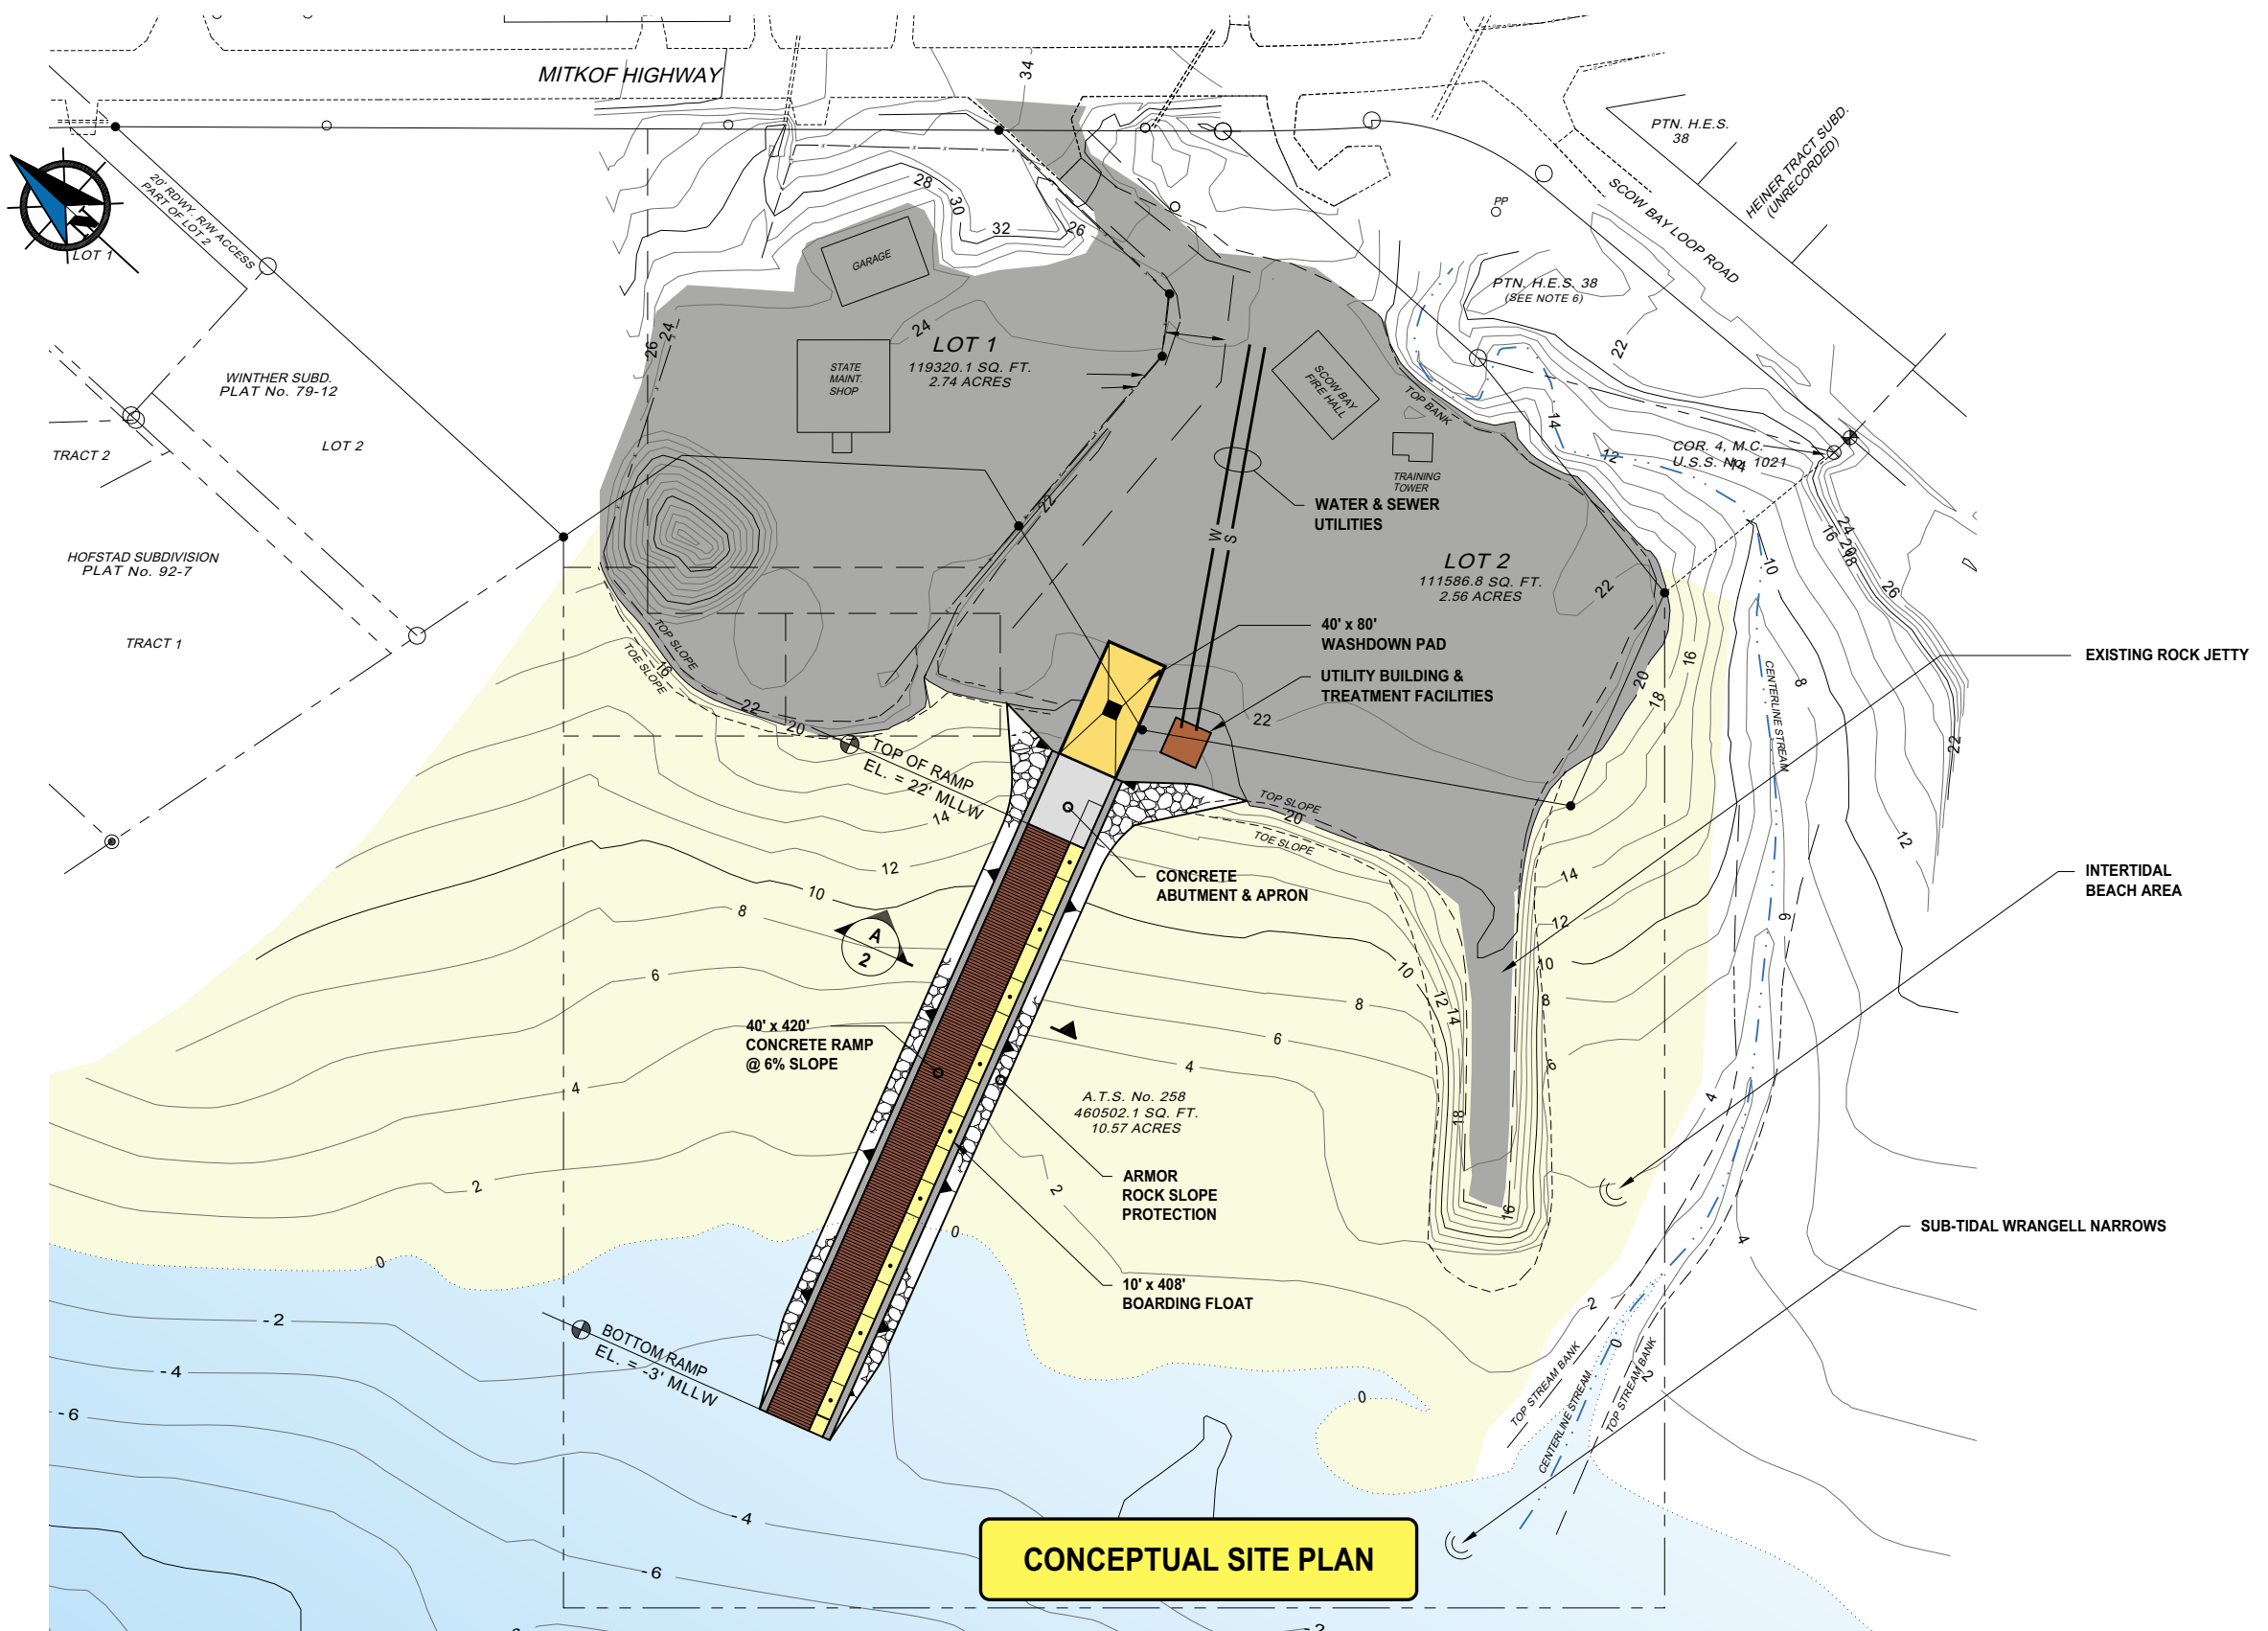 MITKOF HIGHWAY
34
PTN. H.E.S.
38
HEINER TRACT SUBD.
(UNRECORDED)
SCOW BAY LOOP ROAD
PP
PTN. H.E.S. 38
(SEE NOTE 6)
22
20' RDWY. R/W ACCESS
PART OF LOT 2
N
LOT 1
28
30
32
26
GARAGE
24
26
24
LOT 1
119320.1 SQ. FT.
2.74 ACRES
STATE
MAINT.
SHOP
SCOW BAY
FIRE HALL
TOP BANK
TRAINING
TOWER
14
12
COR. 4, M.C.
U.S.S. No. 1021
14
WINTHER SUBD.
PLAT No. 79-12
LOT 2
TRACT 2
HOFSTAD SUBDIVISION
PLAT No. 92-7
TRACT 1
22
WATER & SEWER
UTILITIES
W
S
LOT 2
111586.8 SQ. FT.
2.56 ACRES
22
10
16
24
26
40' x 80'
WASHDOWN PAD
UTILITY BUILDING &
TREATMENT FACILITIES
22
EXISTING ROCK JETTY
TOP SLOPE
TOE SLOPE
16
22
20
16
20
18
8
CENTERLINE STREAM
22
TOP OF RAMP
EL. = 22' MLLW
14
12
10
8
6
4
2
0
TOP SLOPE
20
TOE SLOPE
12
14
12
10
8
6
INTERTIDAL
BEACH AREA
CONCRETE
ABUTMENT & APRON
A
2
10
12
14
8
6
4
18
16
40' x 420'
CONCRETE RAMP
@ 6% SLOPE
A.T.S. No. 258
460502.1 SQ. FT.
10.57 ACRES
ARMOR
ROCK SLOPE
PROTECTION
2
0
4
4
SUB-TIDAL WRANGELL NARROWS
10' x 408'
BOARDING FLOAT
BOTTOM RAMP
EL. = -3' MLLW
2
0
2
TOP STREAM BANK
CENTERLINE STREAM
TOP STREAM BANK
0
-2
-4
-6
-4
-6
-2
CONCEPTUAL SITE PLAN